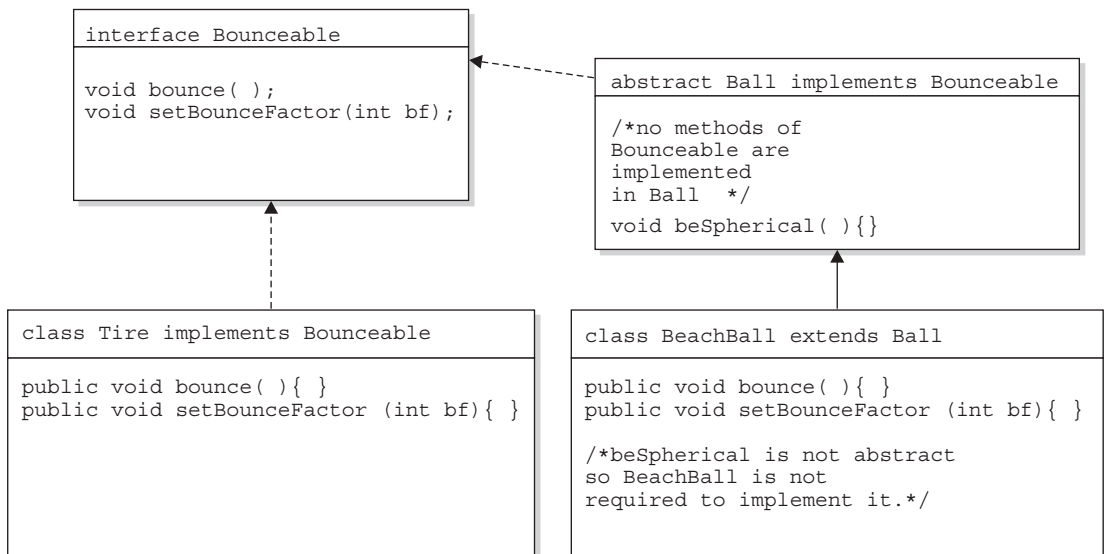 interface Bounceable
void bounce( );
void setBounceFactor(int bf);
abstract Ball implements Bounceable
/*no methods of
Bounceable are
implemented
in Ball */
void beSpherical( ){}
class Tire implements Bounceable
public void bounce( ){ }
public void setBounceFactor (int bf){ }
class BeachBall extends Ball
public void bounce( ){ }
public void setBounceFactor (int bf){ }
/*beSpherical is not abstract
so BeachBall is not
required to implement it.*/